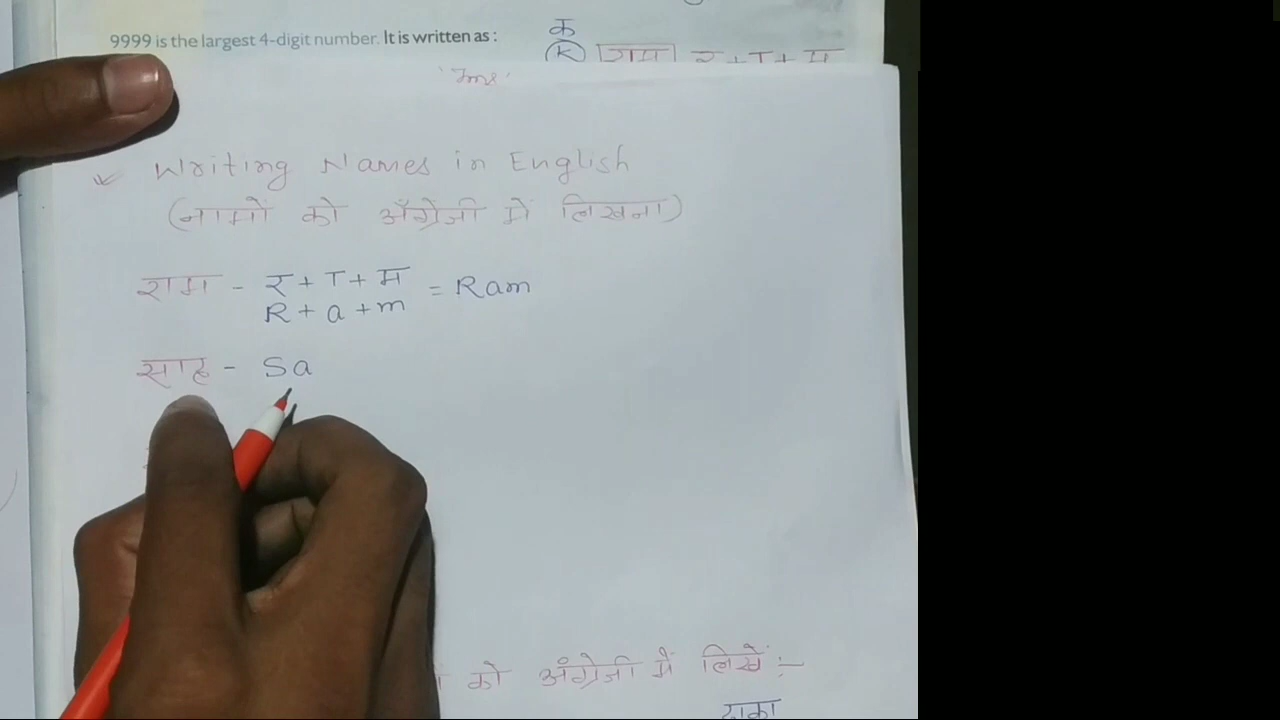 9999 is the largest 4-digit number. It is written as :
क
K राम र + ा + म
Writing Names in English
(नामों को अँग्रेजी में लिखना)
राम - र + ा + म = Ram
R + a + m
साह - Sa
को अंग्रेजी में लिखें :-